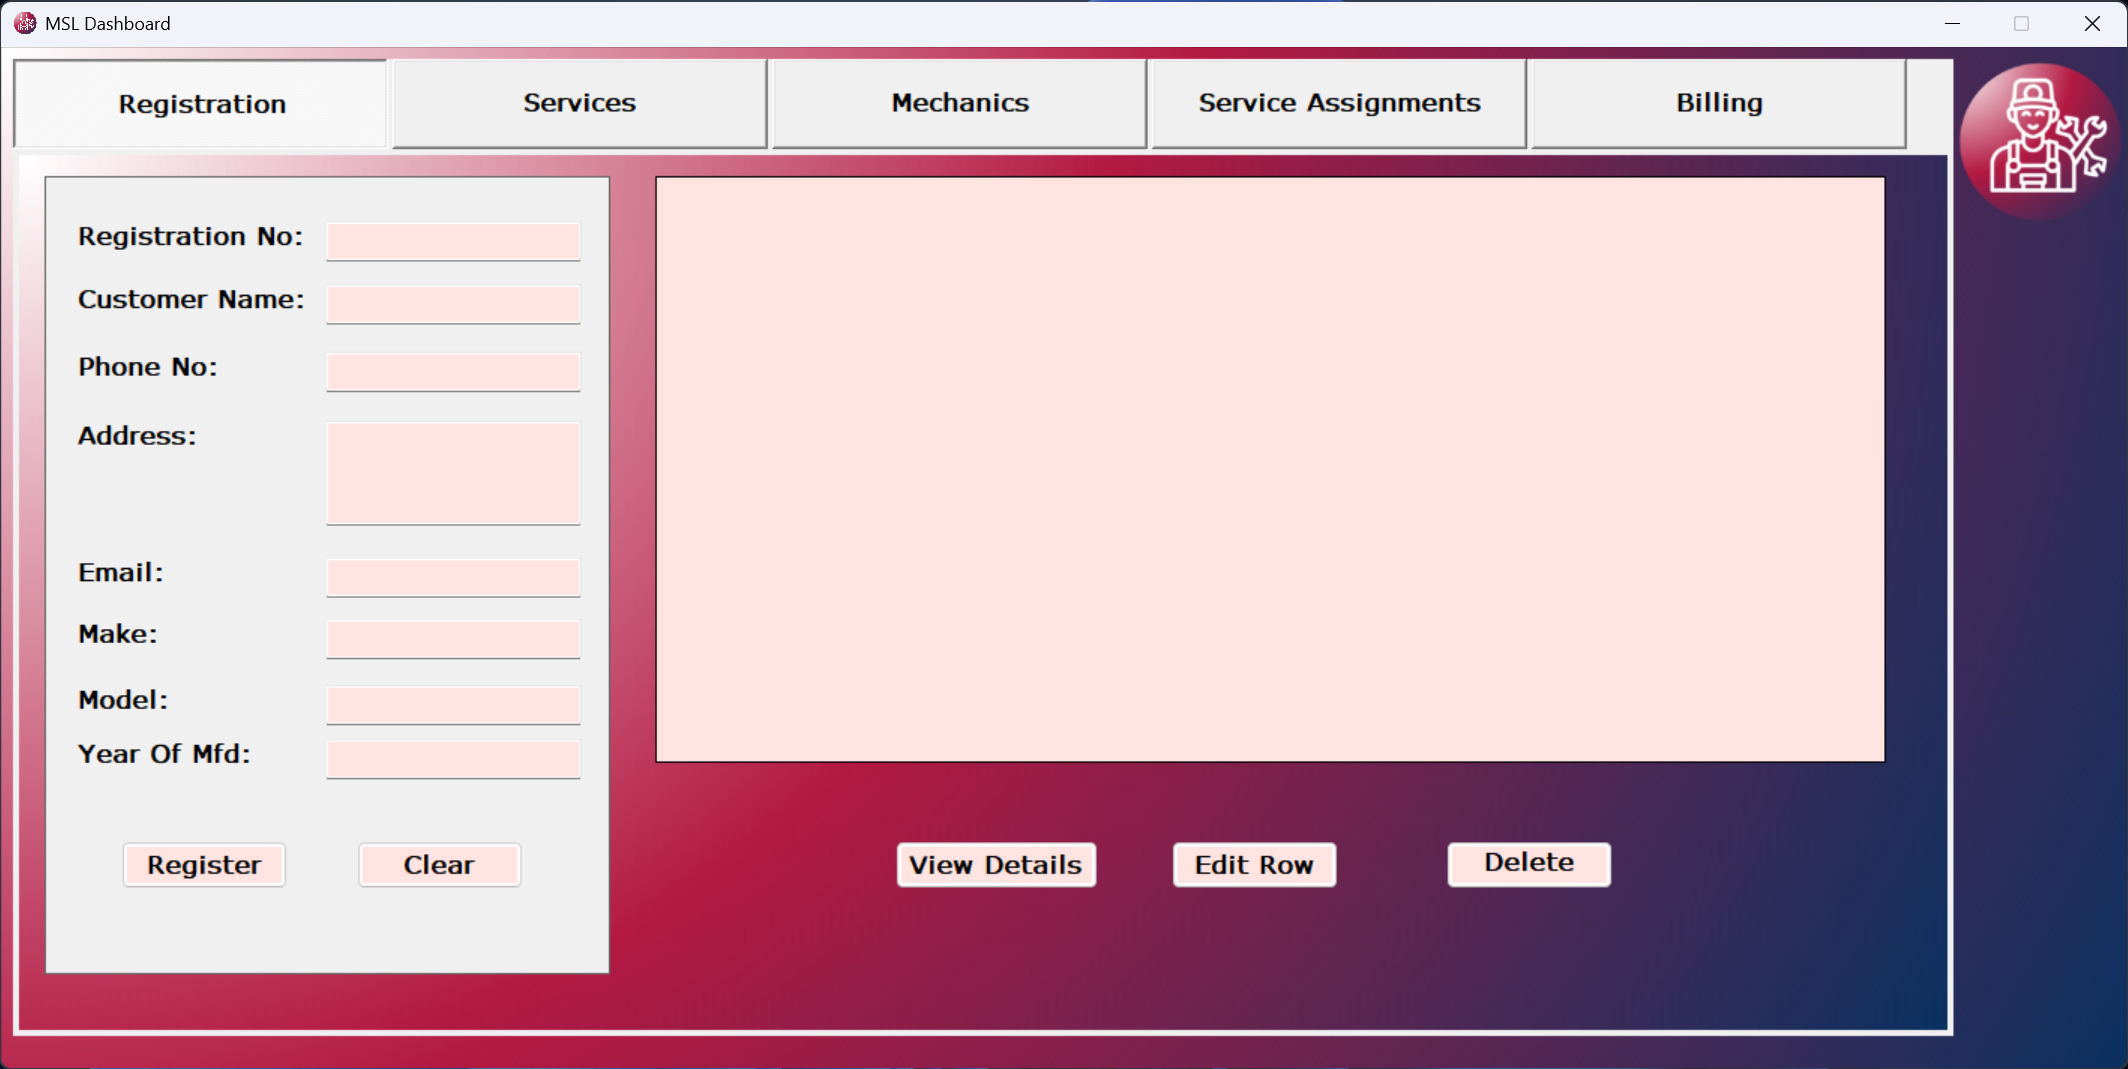 MSL Dashboard
Registration
Services
Mechanics
Service Assignments
Billing
Registration No:
Customer Name:
Phone No:
Address:
Email:
Make:
Model:
Year Of Mfd:
Register
Clear
View Details
Edit Row
Delete